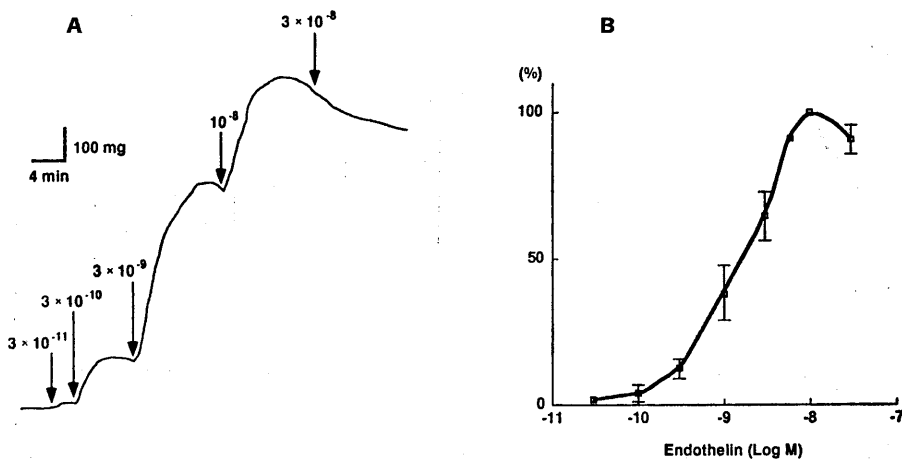 A
3 × 10⁻⁸
10⁻⁸
100 mg
4 min
3 × 10⁻⁹
3 × 10⁻¹⁰
3 × 10⁻¹¹
B
(%)
100
50
0
-11 -10 -9 -8 -7
Endothelin (Log M)